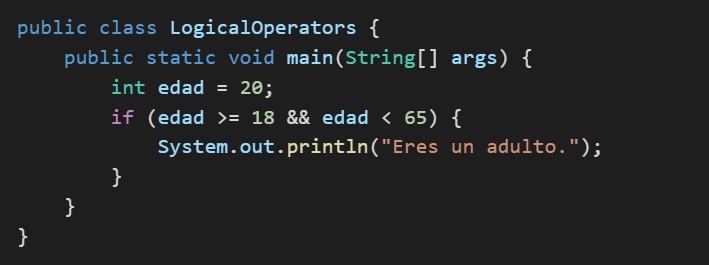 public class LogicalOperators {
    public static void main(String[] args) {
        int edad = 20;
        if (edad >= 18 && edad < 65) {
            System.out.println("Eres un adulto.");
        }
    }
}